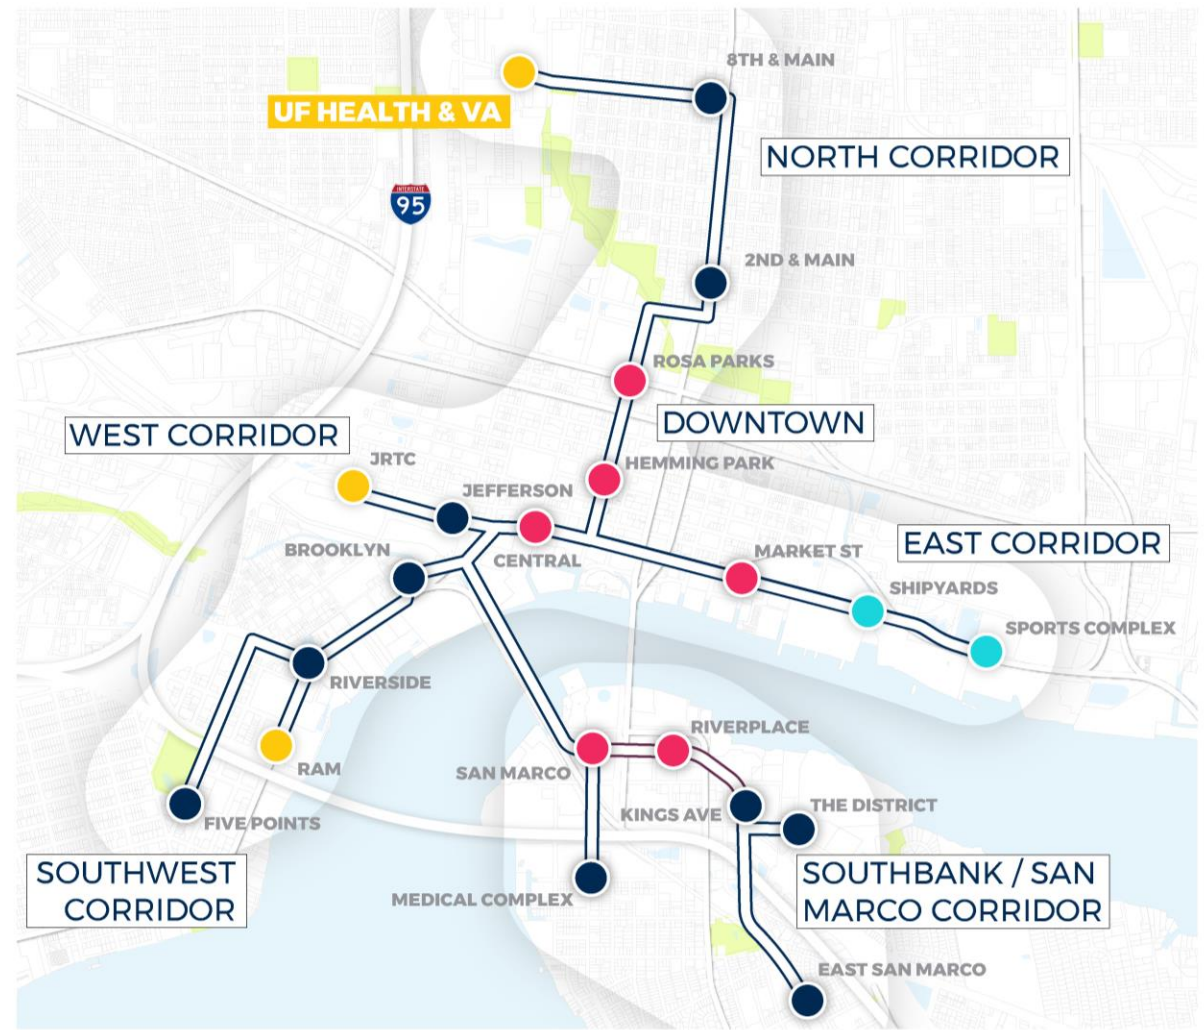 8TH & MAIN
UF HEALTH & VA
NORTH CORRIDOR
INTERSTATE
95
2ND & MAIN
ROSA PARKS
DOWNTOWN
WEST CORRIDOR
JRTC
HEMMING PARK
JEFFERSON
EAST CORRIDOR
BROOKLYN
CENTRAL
MARKET ST
SHIPYARDS
SPORTS COMPLEX
RIVERSIDE
RIVERPLACE
RAM
SAN MARCO
KINGS AVE
THE DISTRICT
FIVE POINTS
SOUTHWEST
CORRIDOR
MEDICAL COMPLEX
SOUTHBANK / SAN
MARCO CORRIDOR
EAST SAN MARCO